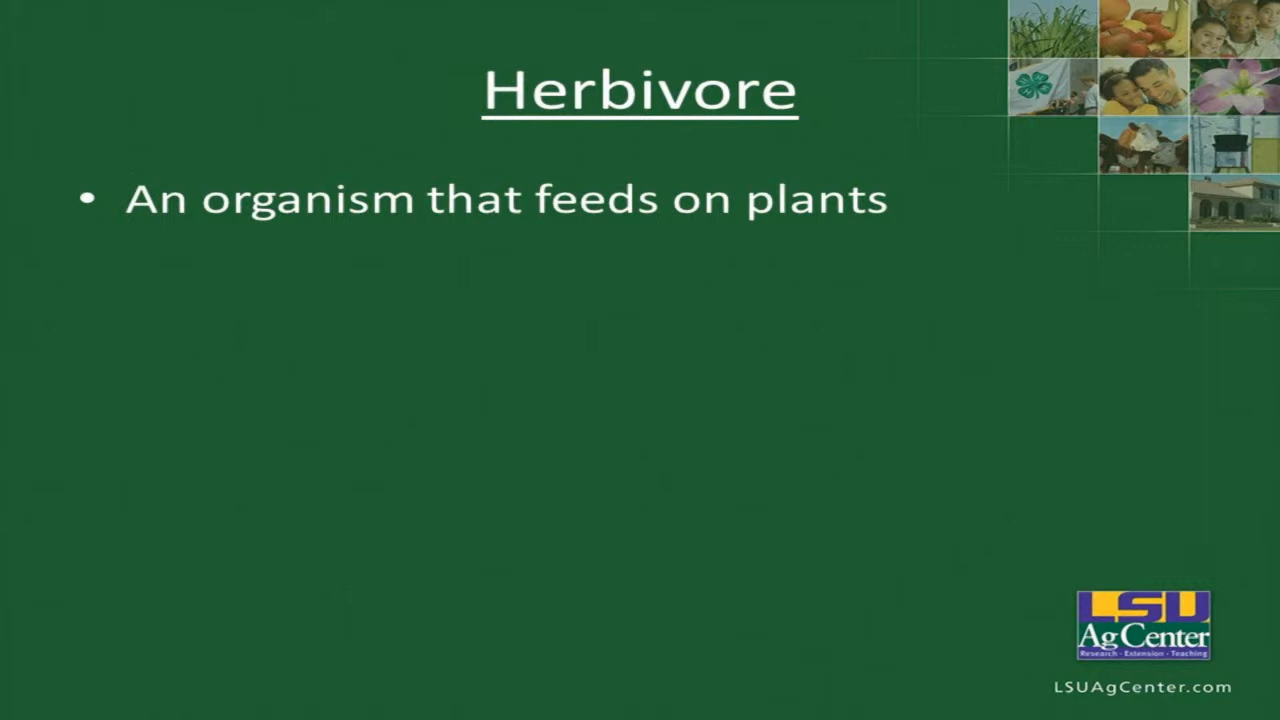 Herbivore
• An organism that feeds on plants
LSU
Ag Center
Research · Extension · Teaching
LSUAgCenter.com